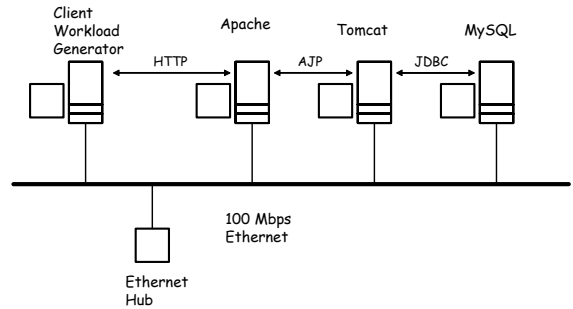 Client
Workload
Generator
Apache
Tomcat
MySQL
HTTP
AJP
JDBC
100 Mbps
Ethernet
Ethernet
Hub